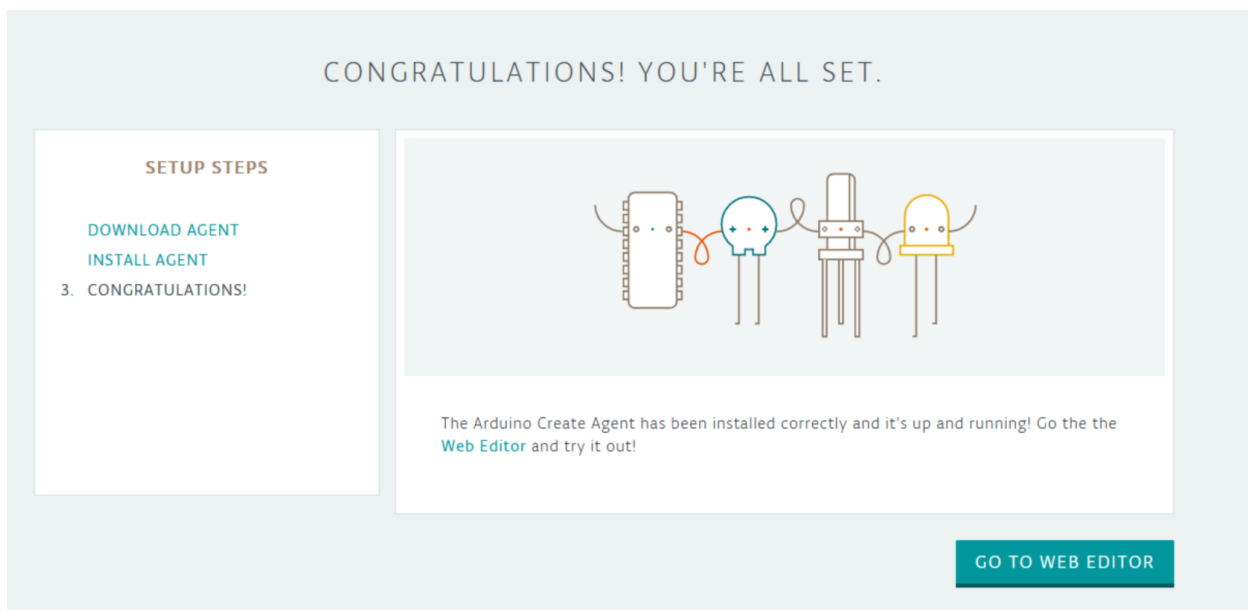 CONGRATULATIONS! YOU'RE ALL SET.
SETUP STEPS
DOWNLOAD AGENT
INSTALL AGENT
3. CONGRATULATIONS!
The Arduino Create Agent has been installed correctly and it's up and running! Go the the
Web Editor and try it out!
GO TO WEB EDITOR